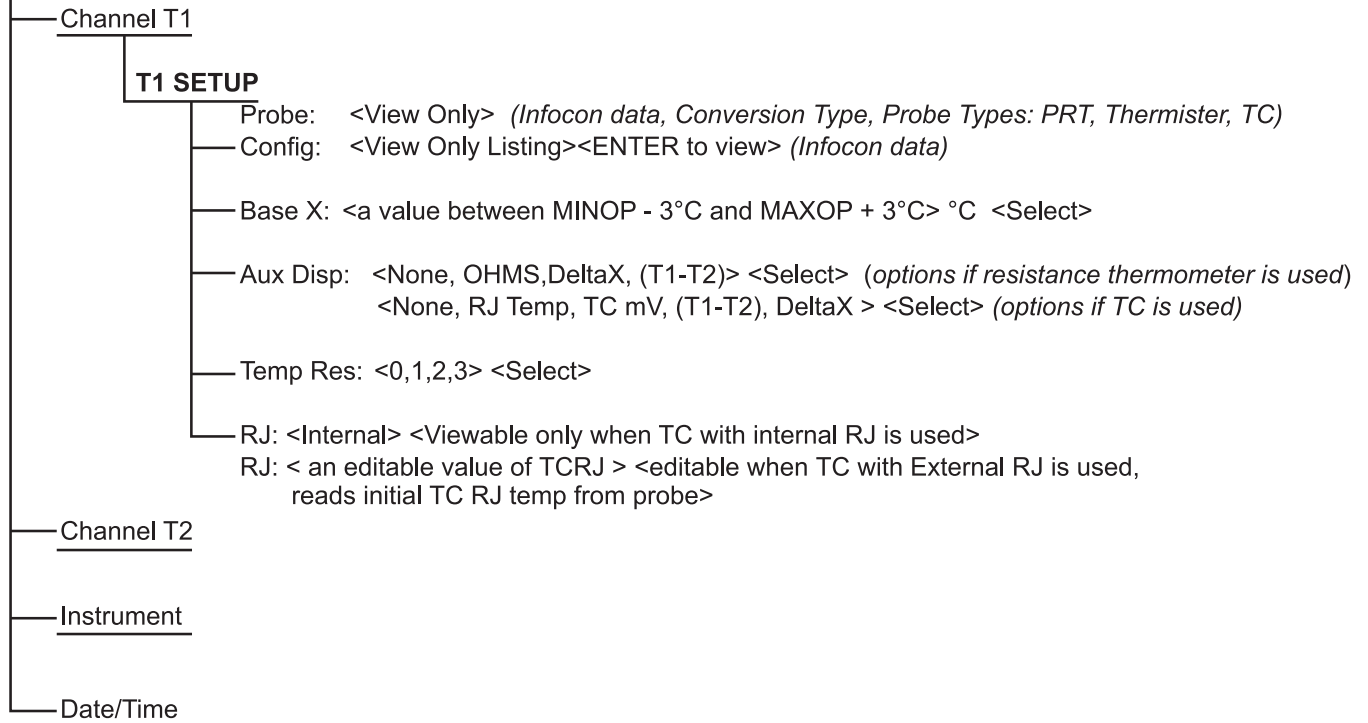 Channel T1
T1 SETUP
Probe: <View Only> (Infocon data, Conversion Type, Probe Types: PRT, Thermister, TC)
Config: <View Only Listing><ENTER to view> (Infocon data)
Base X: <a value between MINOP - 3°C and MAXOP + 3°C> °C <Select>
Aux Disp: <None, OHMS,DeltaX, (T1-T2)> <Select> (options if resistance thermometer is used)
<None, RJ Temp, TC mV, (T1-T2), DeltaX > <Select> (options if TC is used)
Temp Res: <0,1,2,3> <Select>
RJ: <Internal> <Viewable only when TC with internal RJ is used>
RJ: < an editable value of TCRJ > <editable when TC with External RJ is used,
reads initial TC RJ temp from probe>
Channel T2
Instrument
Date/Time